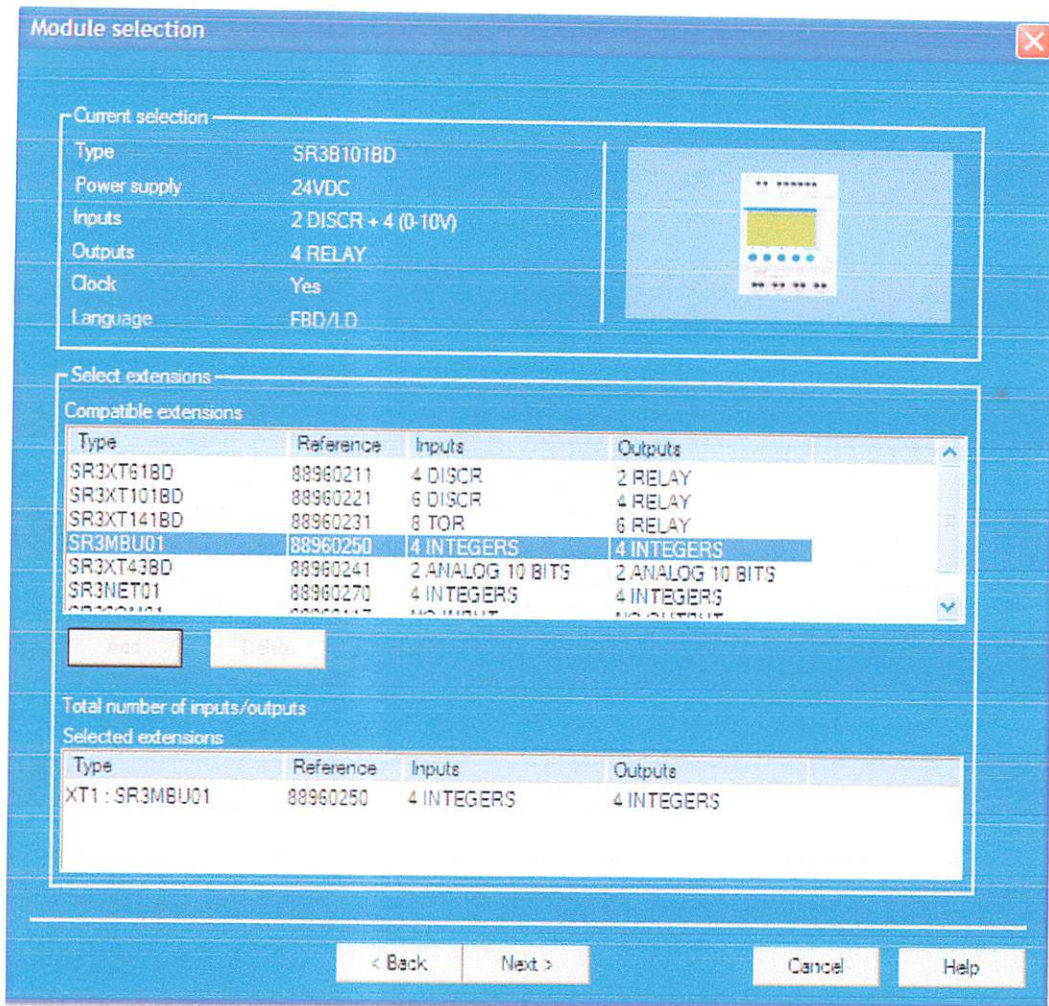 Module selection
Current selection
Type SR3B101BD
Power supply 24VDC
Inputs 2 DISCR + 4 (0-10V)
Outputs 4 RELAY
Clock Yes
Language FBD/LD
Select extensions
Compatible extensions
Type Reference Inputs Outputs
SR3XT61BD 88960211 4 DISCR 2 RELAY
SR3XT101BD 88960221 6 DISCR 4 RELAY
SR3XT141BD 88960231 8 TOR 6 RELAY
SR3MBU01 88960250 4 INTEGERS 4 INTEGERS
SR3XT43BD 88960241 2 ANALOG 10 BITS 2 ANALOG 10 BITS
SR3NET01 88960270 4 INTEGERS 4 INTEGERS
NO INPUT NO OUTPUT
Add Delete
Total number of inputs/outputs
Selected extensions
Type Reference Inputs Outputs
XT1 : SR3MBU01 88960250 4 INTEGERS 4 INTEGERS
< Back Next > Cancel Help